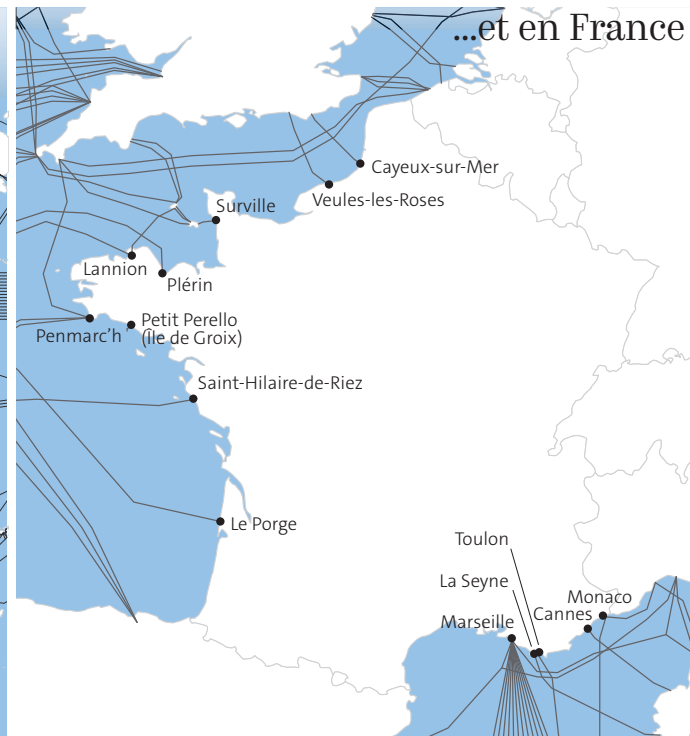 ...et en France
Cayeux-sur-Mer
Veules-les-Roses
Surville
Lannion
Plérin
Penmarc'h
Petit Perello
(Île de Groix)
Saint-Hilaire-de-Riez
Le Porge
Toulon
La Seyne
Monaco
Cannes
Marseille